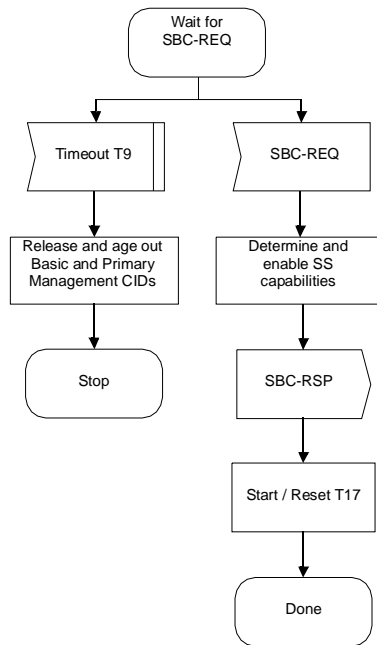 Wait for
SBC-REQ
Timeout T9
SBC-REQ
Release and age out
Basic and Primary
Management CIDs
Determine and
enable SS
capabilities
Stop
SBC-RSP
Start / Reset T17
Done